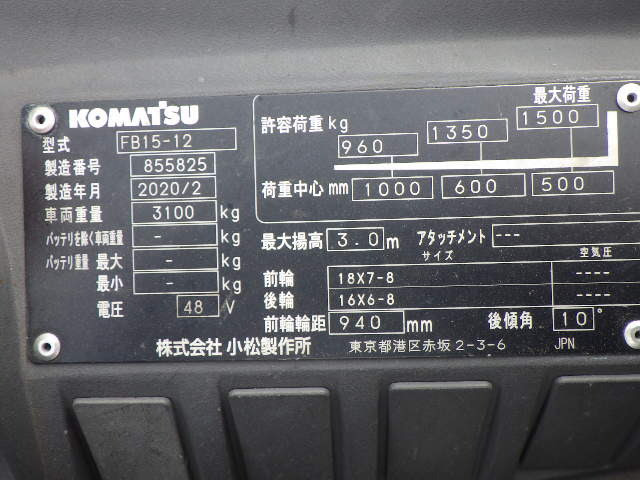 KOMATSU
型式 FB15-12
製造番号 855825
製造年月 2020/2
車両重量 3100 kg
バッテリを除く車両重量 - kg
バッテリ重量 最大 - kg
最小 - kg
電圧 48 V
最大荷重
許容荷重 kg 960 1350 1500
荷重中心 mm 1000 600 500
最大揚高 3.0 m アタッチメント ---
サイズ 空気圧
前輪 18X7-8 ----
後輪 16X6-8 ----
前輪輪距 940 mm 後傾角 10°
株式会社 小松製作所 東京都港区赤坂 2-3-6 JPN